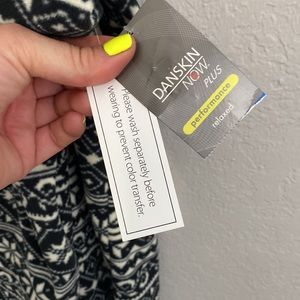 DANSKIN
NOW.
PLUS
performance
relaxed
Please wash separately before
wearing to prevent color transfer.